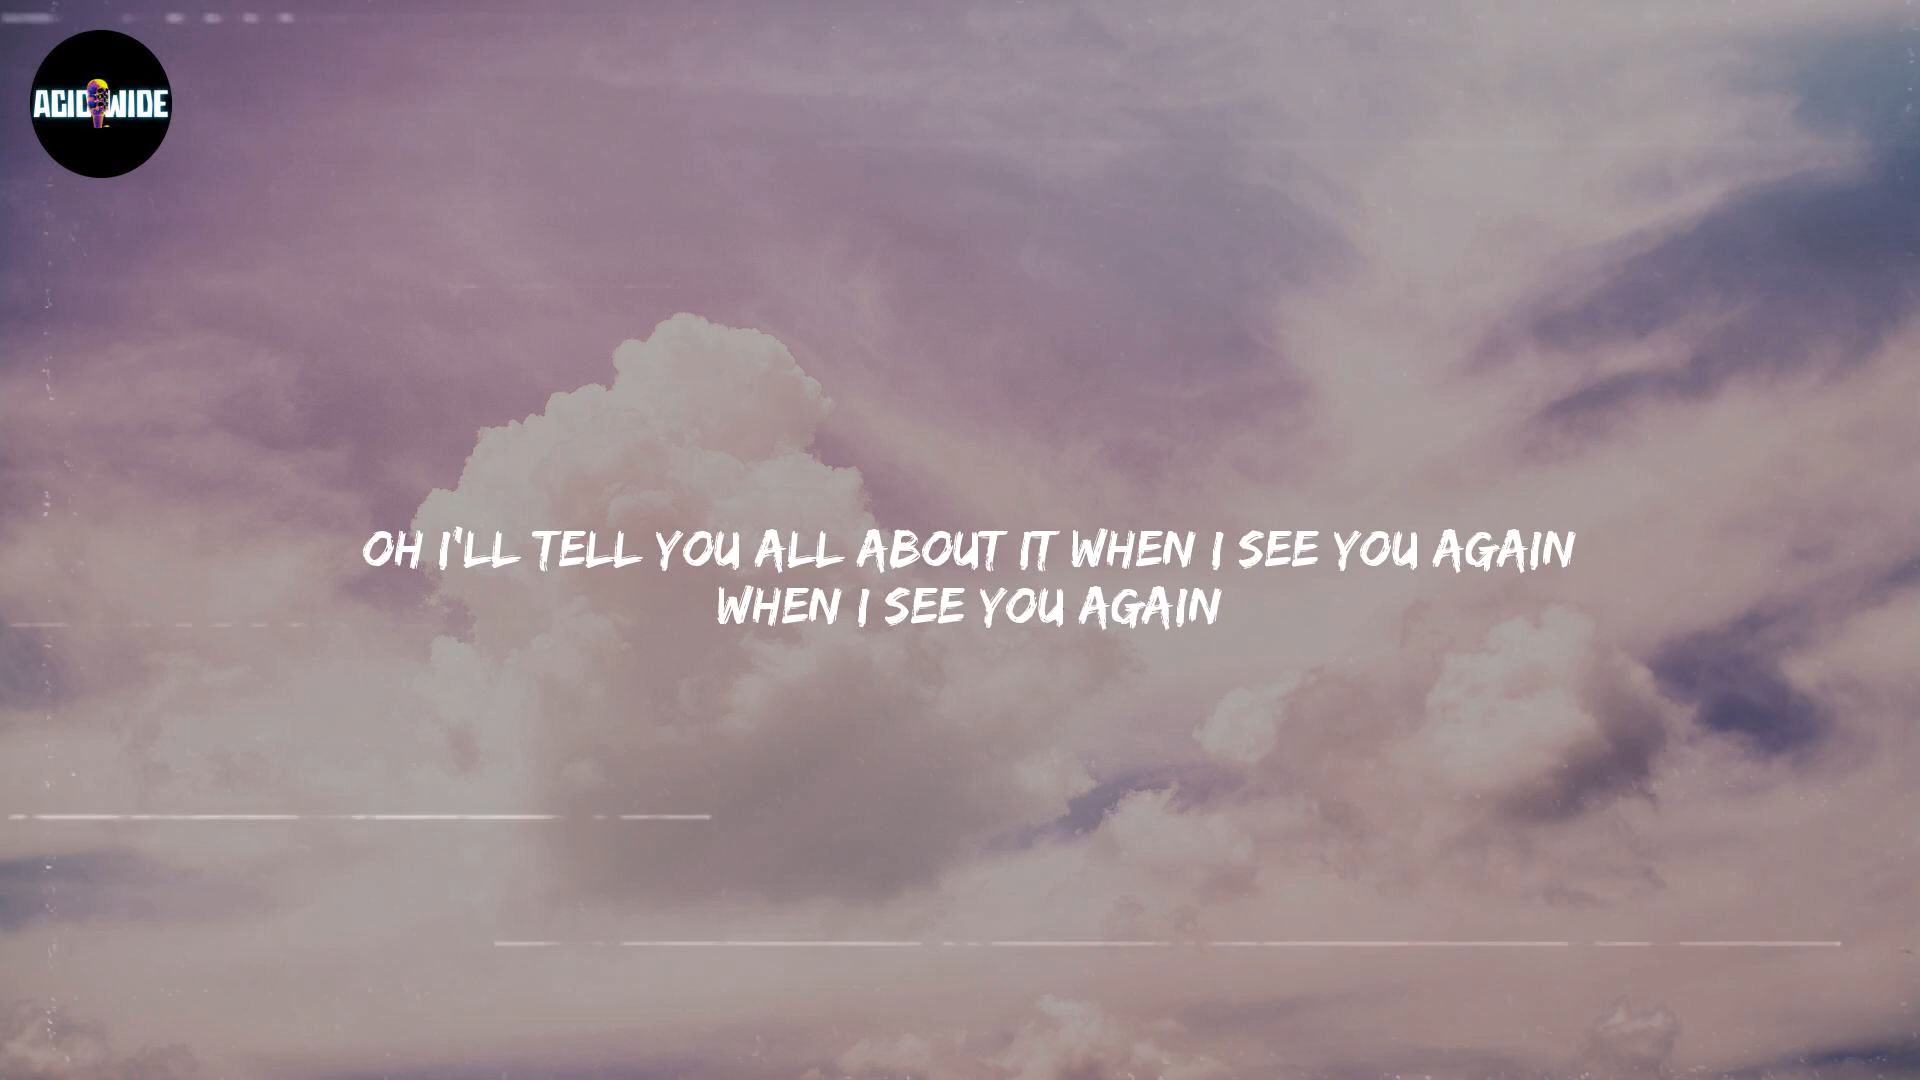 ACID WIDE
OH I'LL TELL YOU ALL ABOUT IT WHEN I SEE YOU AGAIN
WHEN I SEE YOU AGAIN